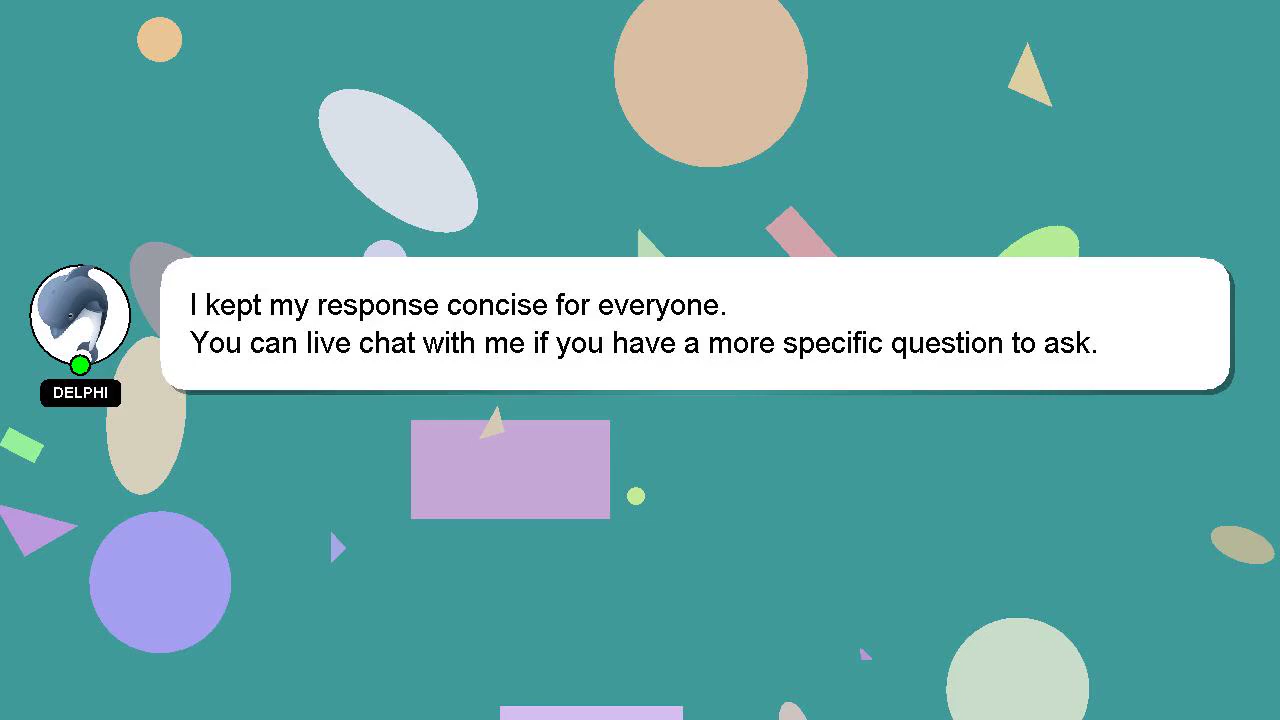 I kept my response concise for everyone.
You can live chat with me if you have a more specific question to ask.
DELPHI